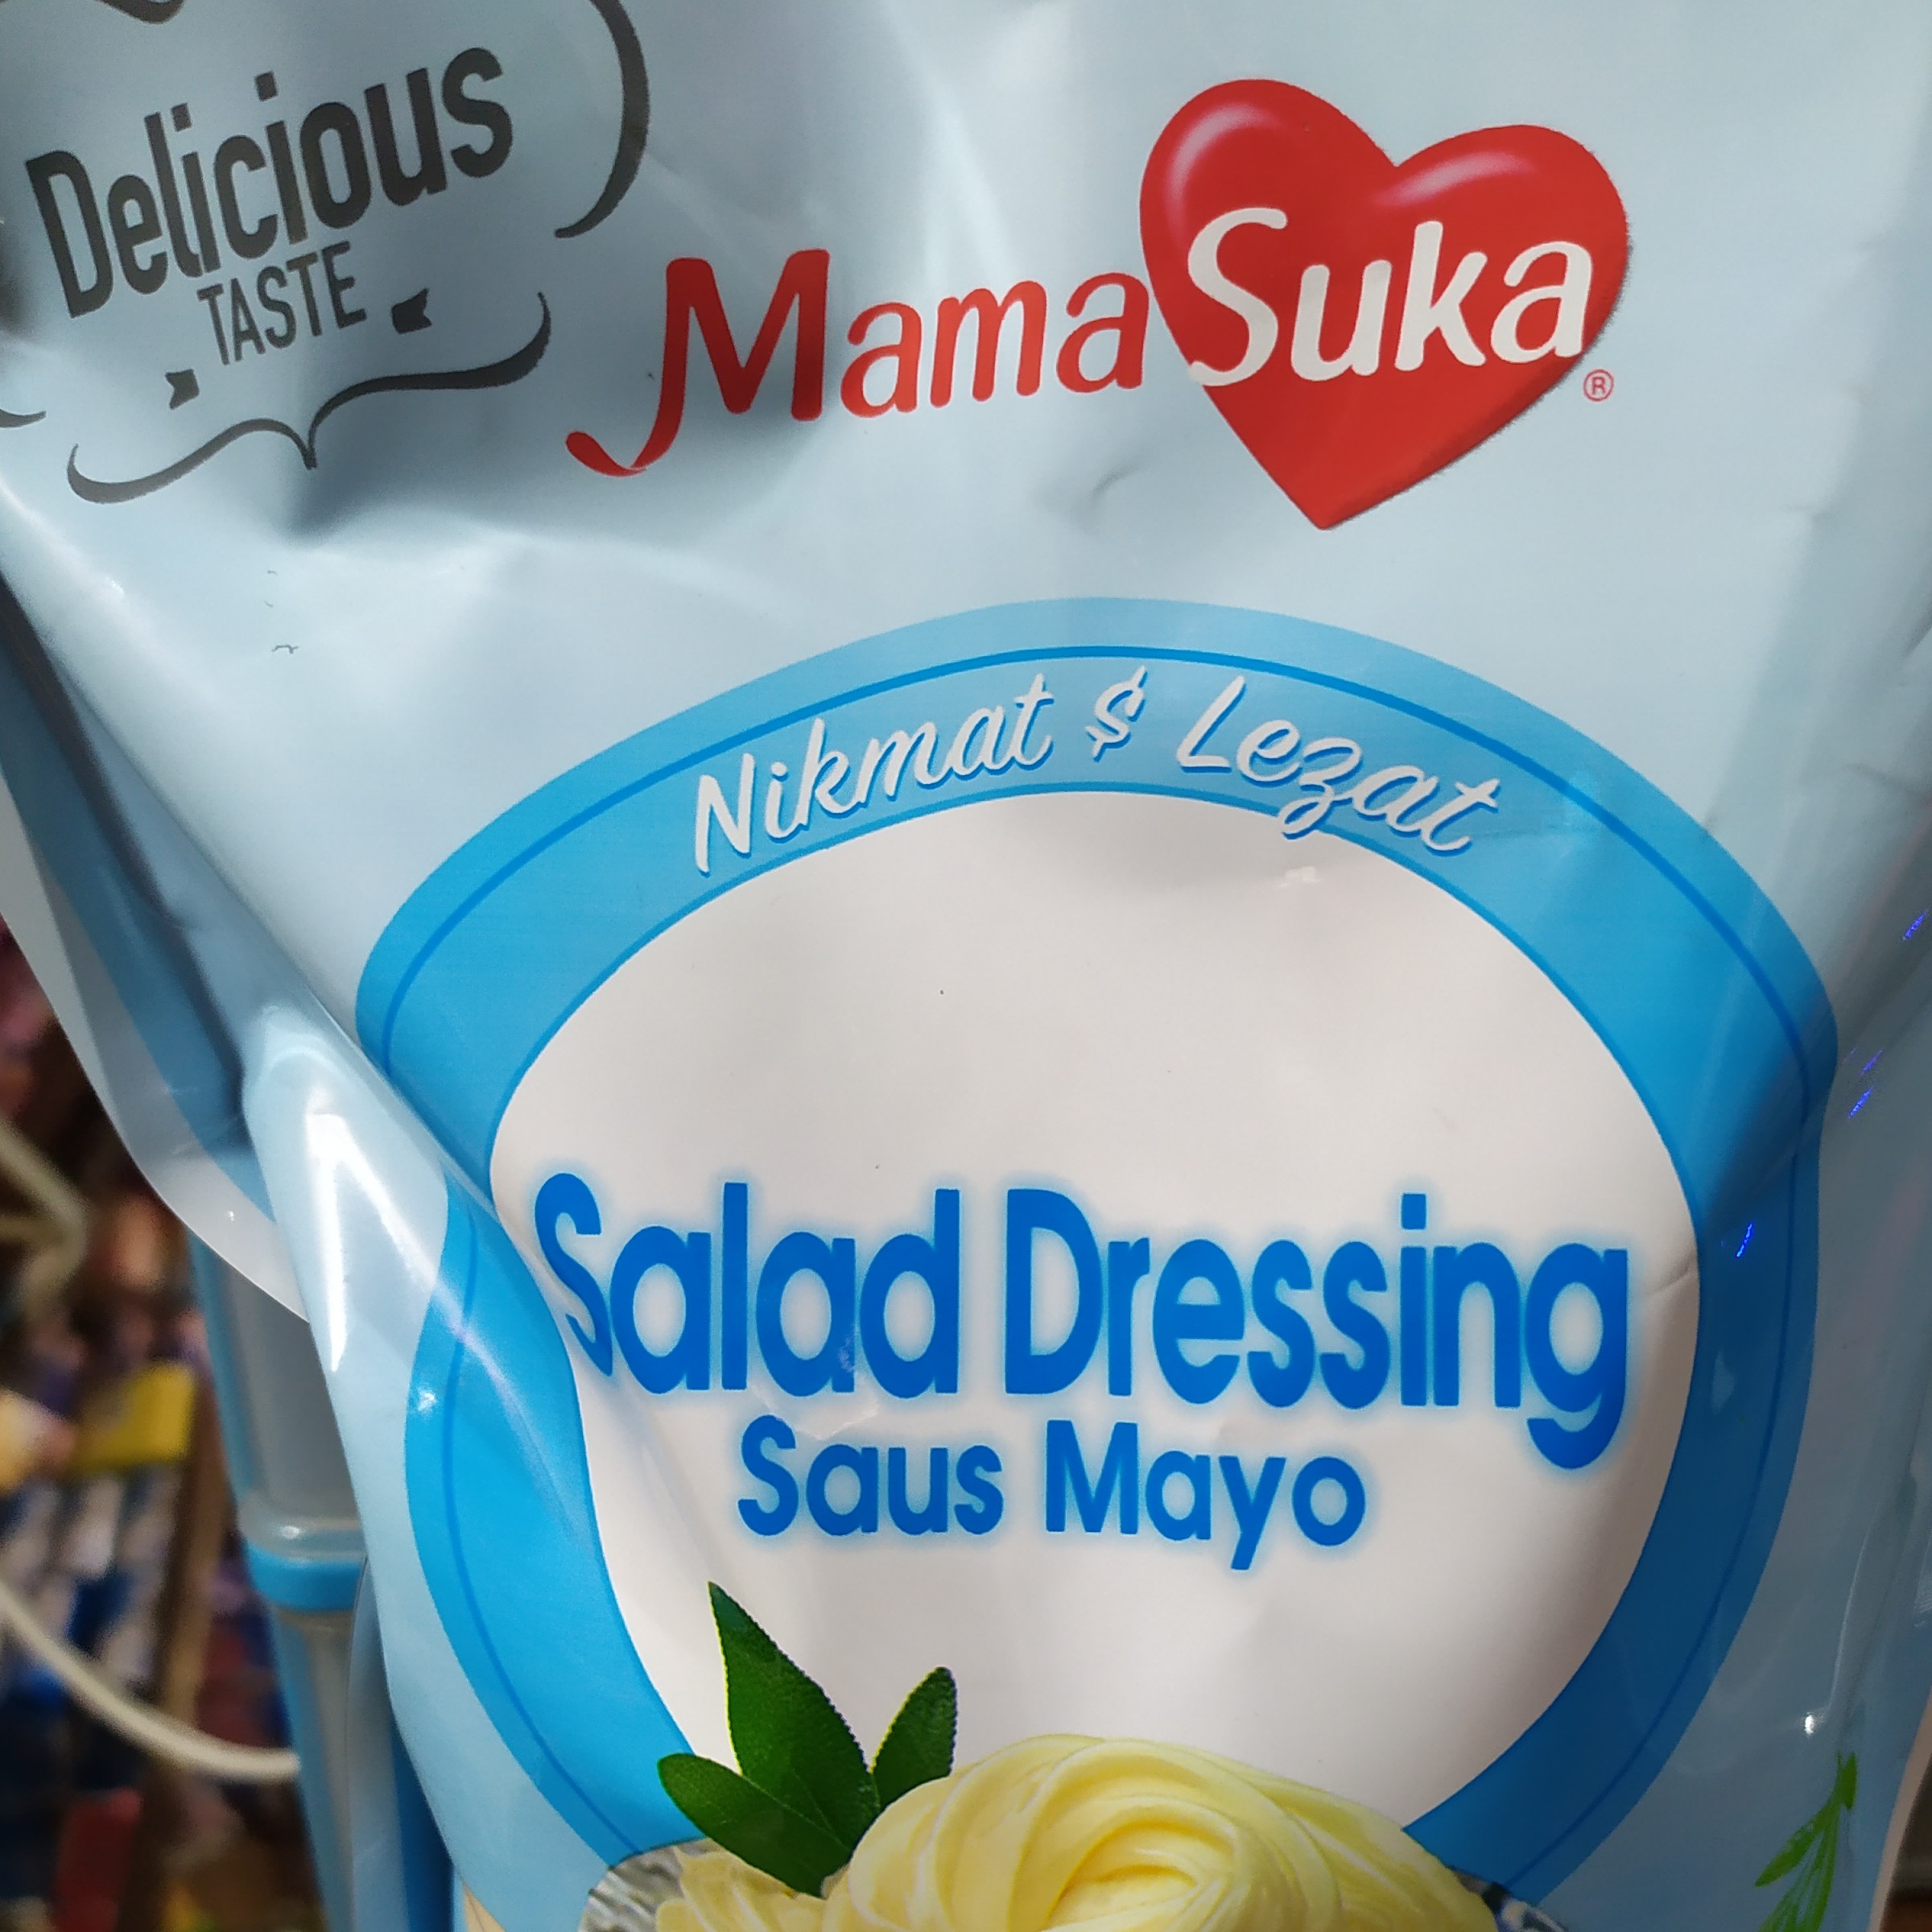 Delicious
TASTE
MamaSuka®
Nikmat & Lezat
Salad Dressing
Saus Mayo